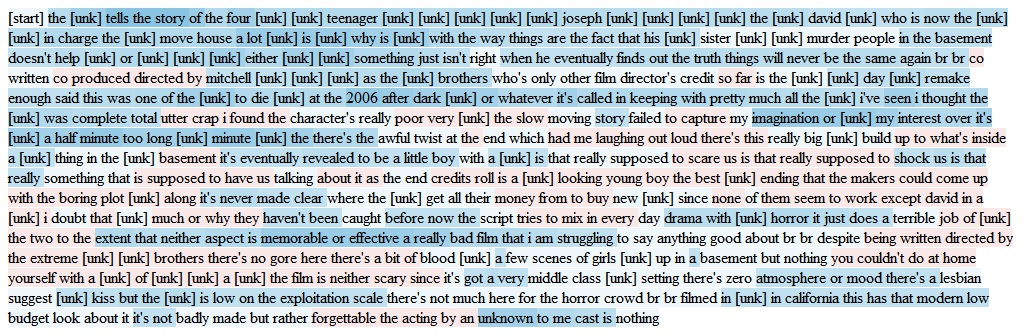 [start] the [unk] tells the story of the four [unk] [unk] teenager [unk] [unk] [unk] [unk] [unk] joseph [unk] [unk] [unk] [unk] the [unk] david [unk] who is now the [unk]
[unk] in charge the [unk] move house a lot [unk] is [unk] why is [unk] with the way things are the fact that his [unk] sister [unk] [unk] murder people in the basement
doesn't help [unk] or [unk] [unk] [unk] either [unk] [unk] something just isn't right when he eventually finds out the truth things will never be the same again br br co
written co produced directed by mitchell [unk] [unk] [unk] as the [unk] brothers who's only other film director's credit so far is the [unk] day [unk] remake
enough said this was one of the [unk] to die [unk] at the 2006 after dark [unk] or whatever it's called in keeping with pretty much all the [unk] i've seen i thought the
[unk] was complete total utter crap i found the character's really poor very [unk] the slow moving story failed to capture my imagination or [unk] my interest over it's
[unk] a half minute too long [unk] minute [unk] the there's the awful twist at the end which had me laughing out loud there's this really big [unk] build up to what's inside
a [unk] thing in the [unk] basement it's eventually revealed to be a little boy with a [unk] is that really supposed to scare us is that really supposed to shock us is that
really something that is supposed to have us talking about it as the end credits roll is a [unk] looking young boy the best [unk] ending that the makers could come up
with the boring plot [unk] along it's never made clear where the [unk] get all their money from to buy new [unk] since none of them seem to work except david in a
[unk] i doubt that [unk] much or why they haven't been caught before now the script tries to mix in every day drama with [unk] horror it just does a terrible job of [unk]
the two to the extent that neither aspect is memorable or effective a really bad film that i am struggling to say anything good about br br despite being written directed by
the extreme [unk] [unk] brothers there's no gore here there's a bit of blood [unk] a few scenes of girls [unk] up in a basement but nothing you couldn't do at home
yourself with a [unk] of [unk] [unk] a [unk] the film is neither scary since it's got a very middle class [unk] setting there's zero atmosphere or mood there's a lesbian
suggest [unk] kiss but the [unk] is low on the exploitation scale there's not much here for the horror crowd br br filmed in [unk] in california this has that modern low
budget look about it it's not badly made but rather forgettable the acting by an unknown to me cast is nothing